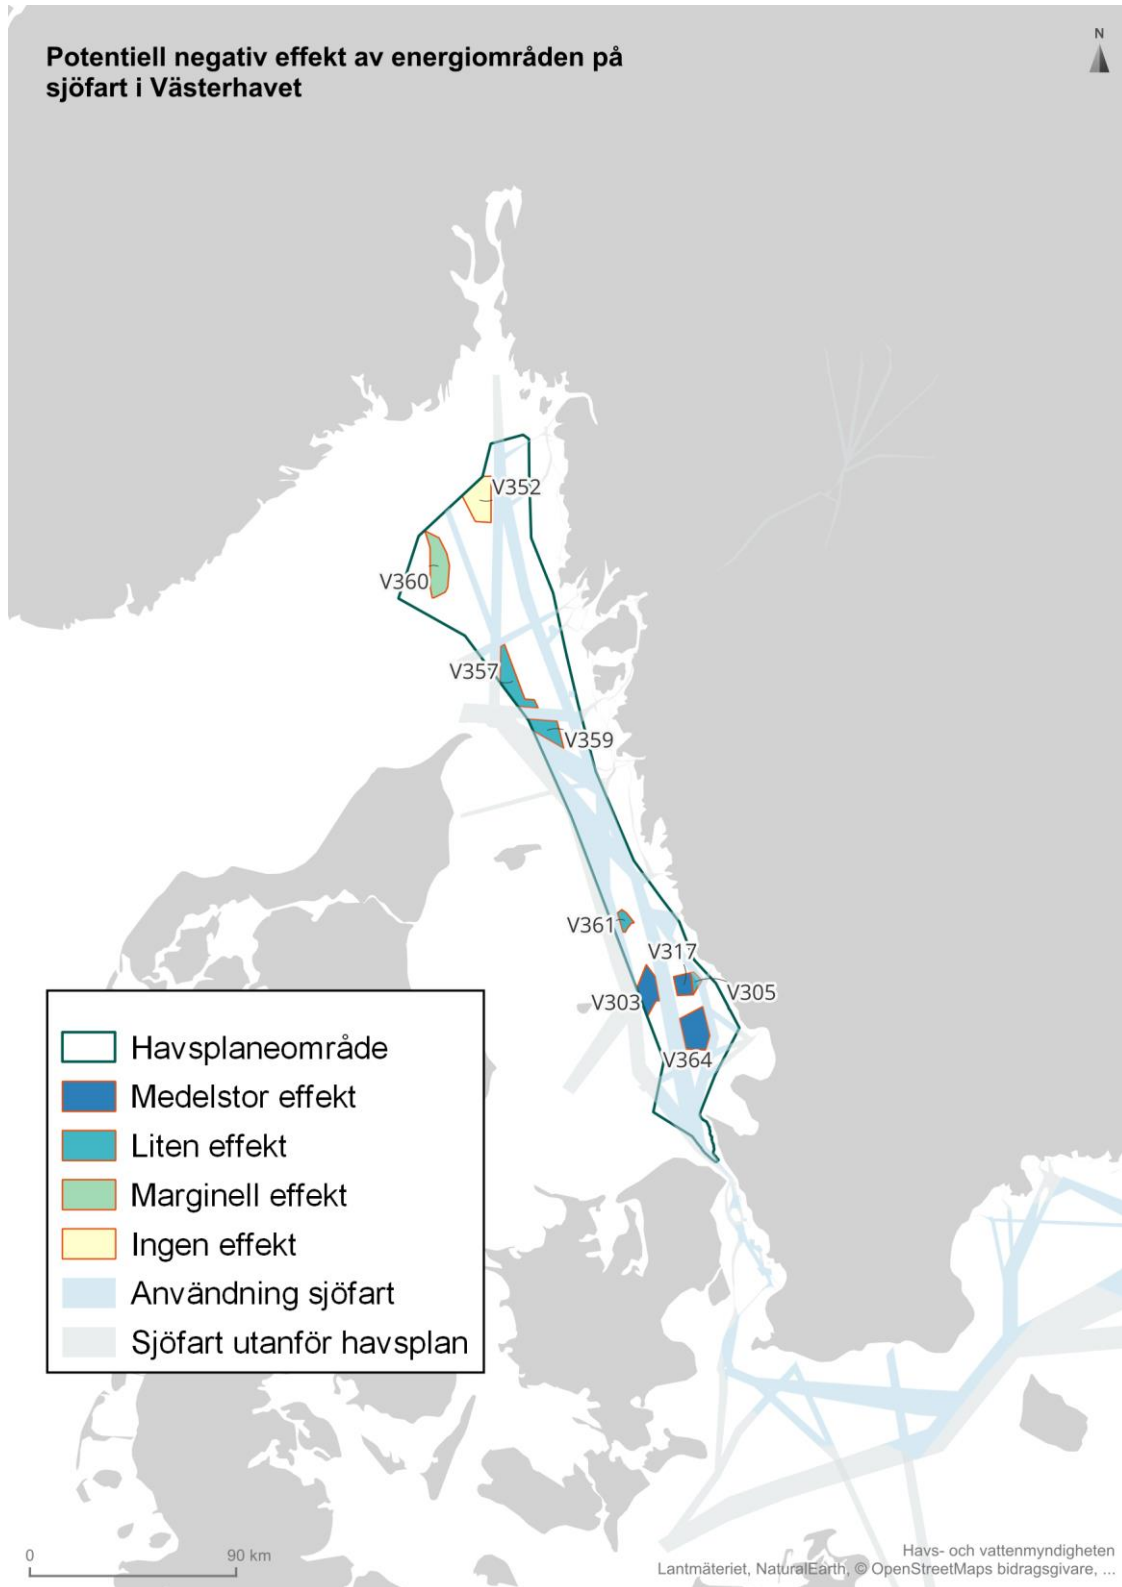 Potentiell negativ effekt av energiområden på
sjöfart i Västerhavet
N
V352
V360
V357
V359
V361
V317
V305
V303
V364
Havsplaneområde
Medelstor effekt
Liten effekt
Marginell effekt
Ingen effekt
Användning sjöfart
Sjöfart utanför havsplan
0
90 km
Havs- och vattenmyndigheten
Lantmäteriet, NaturalEarth, © OpenStreetMaps bidragsgivare, ...